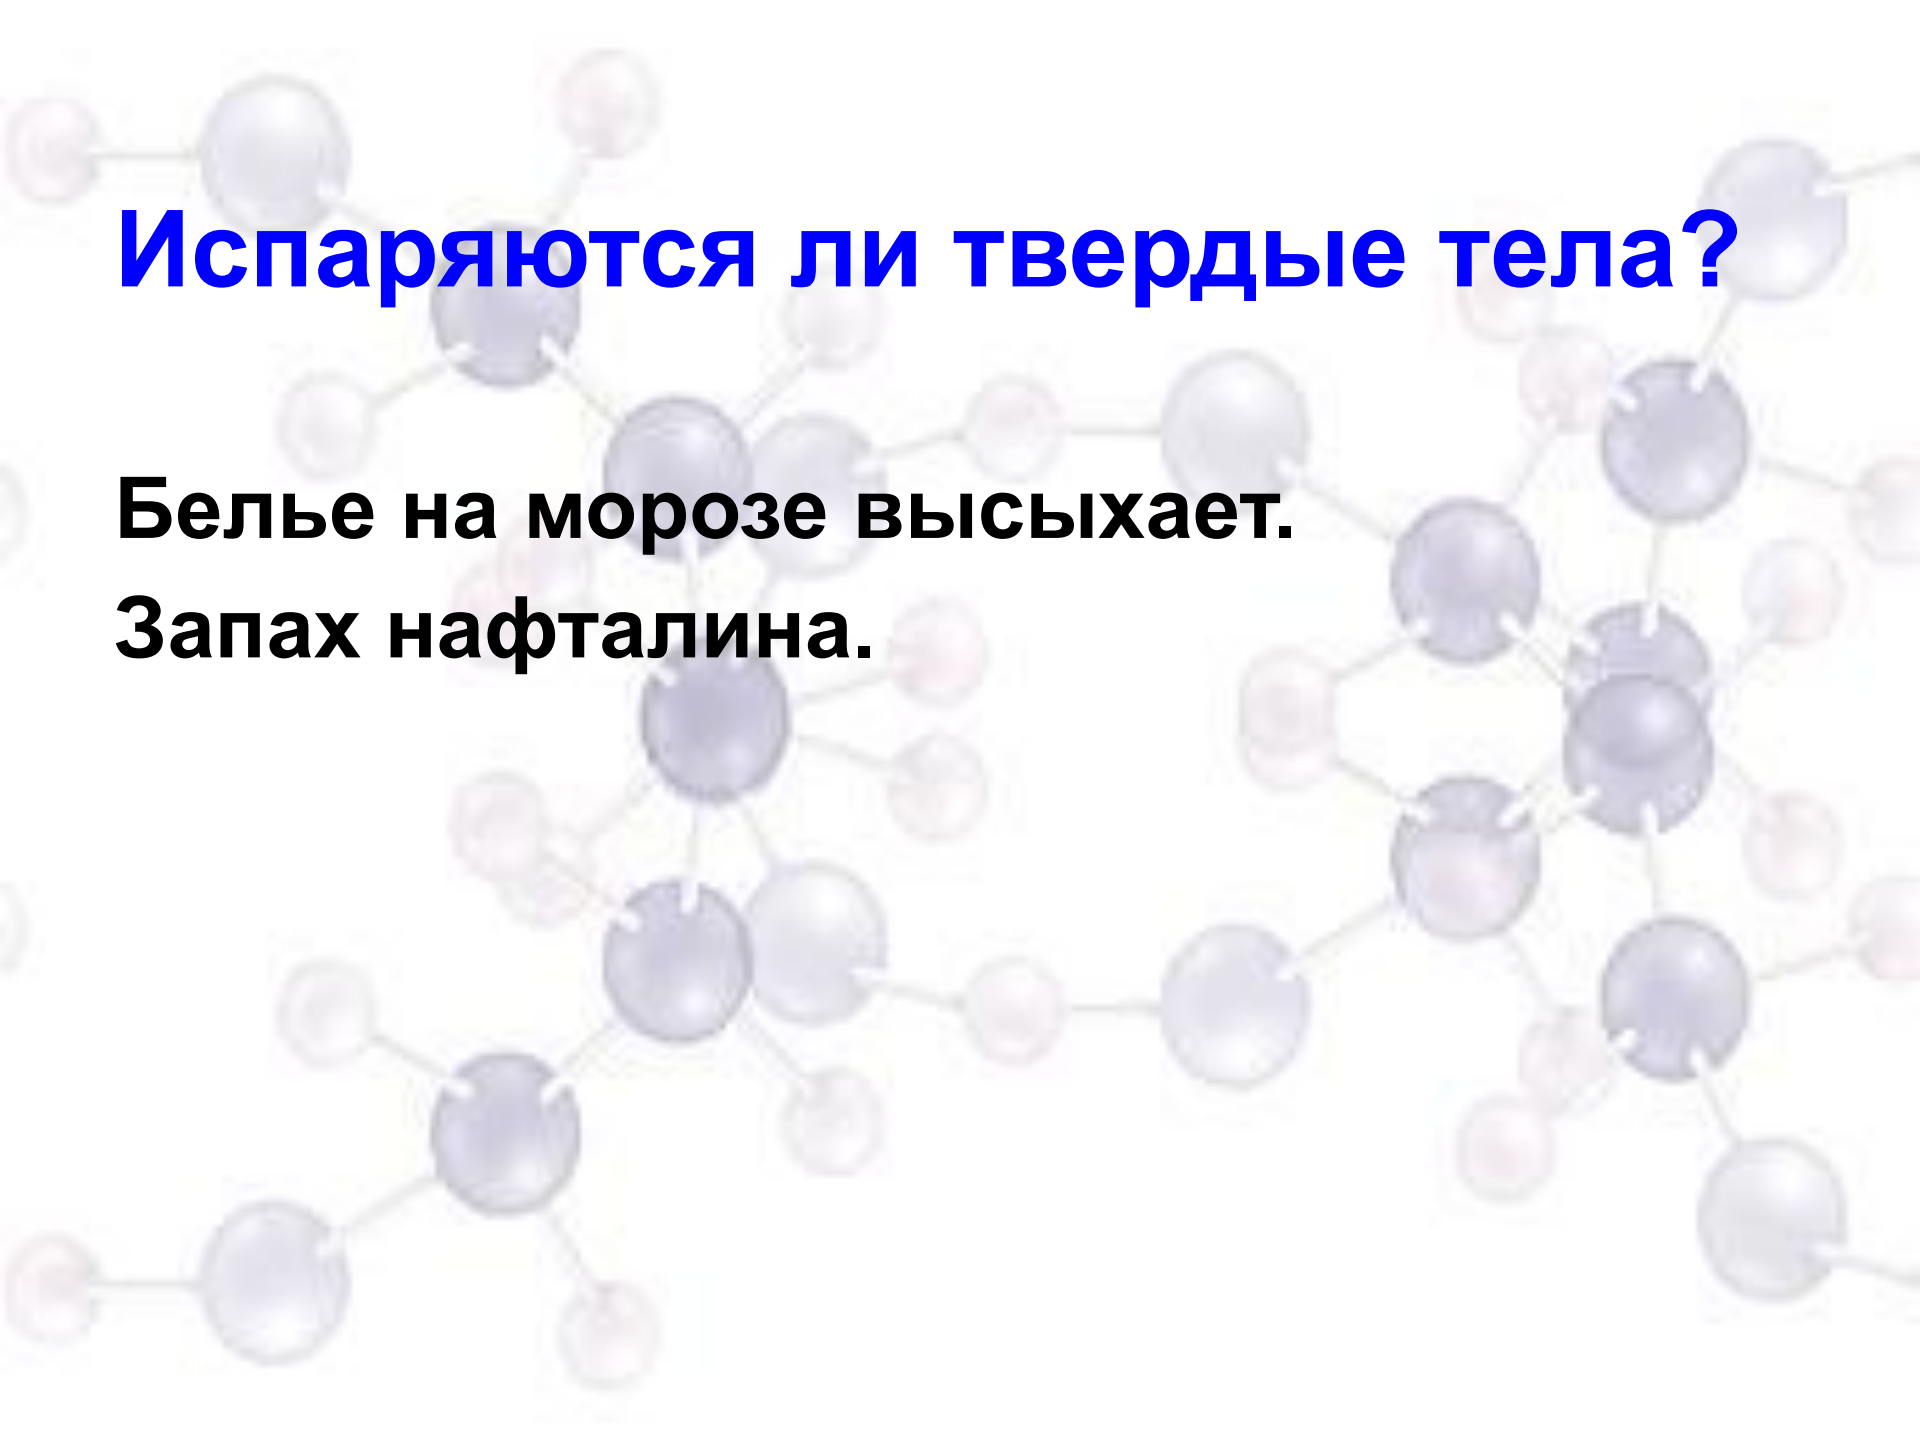 Испаряются ли твердые тела?
Белье на морозе высыхает.
Запах нафталина.